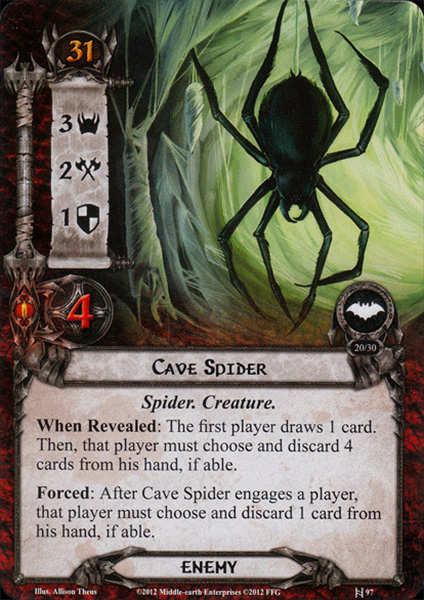 31
3
2
1
4
20/30
Cave Spider
Spider. Creature.
When Revealed: The first player draws 1 card.
Then, that player must choose and discard 4
cards from his hand, if able.
Forced: After Cave Spider engages a player,
that player must choose and discard 1 card from
his hand, if able.
ENEMY
Illus. Allison Theus ©2012 Middle-earth Enterprises ©2012 FFG 97